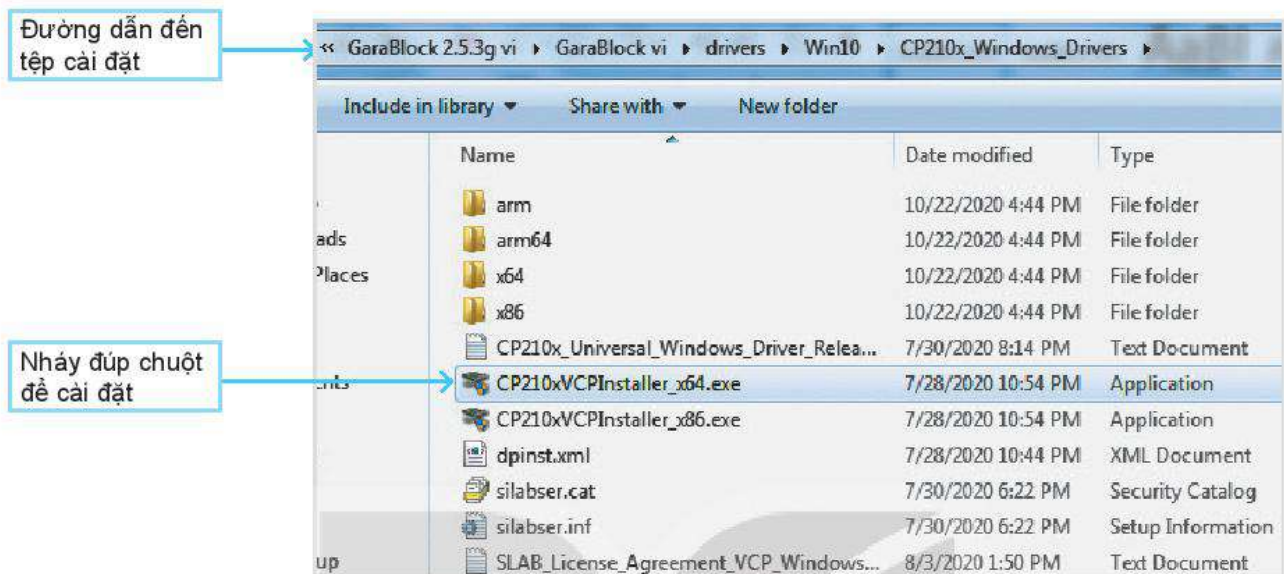 Đường dẫn đến
tệp cài đặt
« GaraBlock 2.5.3g vi ▸ GaraBlock vi ▸ drivers ▸ Win10 ▸ CP210x_Windows_Drivers ▸
Include in library ▾ Share with ▾ New folder
Name Date modified Type
arm 10/22/2020 4:44 PM File folder
ads arm64 10/22/2020 4:44 PM File folder
Places x64 10/22/2020 4:44 PM File folder
x86 10/22/2020 4:44 PM File folder
CP210x_Universal_Windows_Driver_Relea... 7/30/2020 8:14 PM Text Document
Nháy đúp chuột
để cài đặt
ents CP210xVCPInstaller_x64.exe 7/28/2020 10:54 PM Application
CP210xVCPInstaller_x86.exe 7/28/2020 10:54 PM Application
dpinst.xml 7/28/2020 10:44 PM XML Document
silabser.cat 7/30/2020 6:22 PM Security Catalog
silabser.inf 7/30/2020 6:22 PM Setup Information
up SLAB_License_Agreement_VCP_Windows... 8/3/2020 1:50 PM Text Document